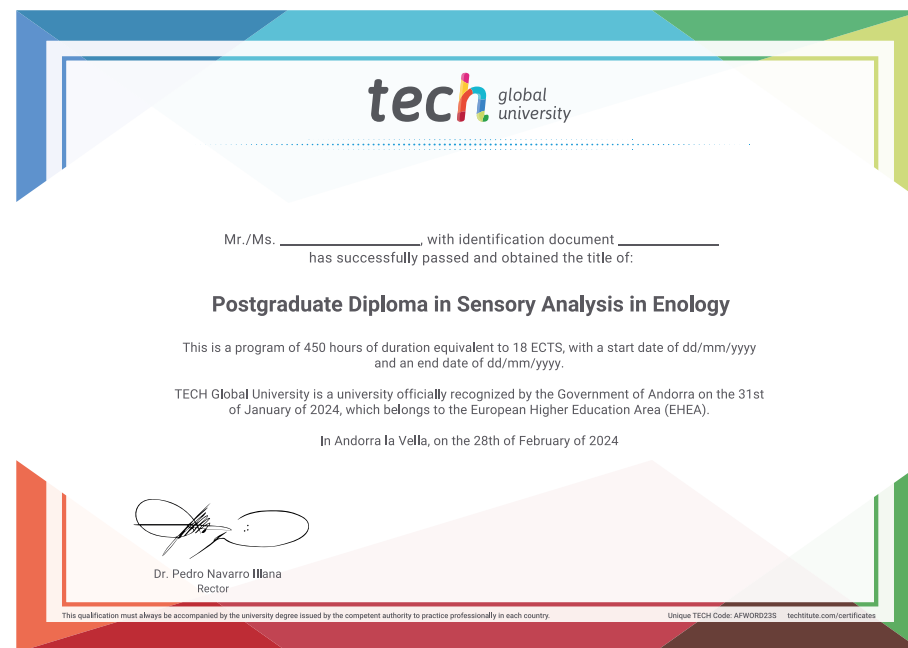 tech global
university
Mr./Ms. ____________________, with identification document ______________
has successfully passed and obtained the title of:
Postgraduate Diploma in Sensory Analysis in Enology
This is a program of 450 hours of duration equivalent to 18 ECTS, with a start date of dd/mm/yyyy
and an end date of dd/mm/yyyy.
TECH Global University is a university officially recognized by the Government of Andorra on the 31st
of January of 2024, which belongs to the European Higher Education Area (EHEA).
In Andorra la Vella, on the 28th of February of 2024
Dr. Pedro Navarro Illana
Rector
This qualification must always be accompanied by the university degree issued by the competent authority to practice professionally in each country. Unique TECH Code: AFWORD23S techtitute.com/certificates